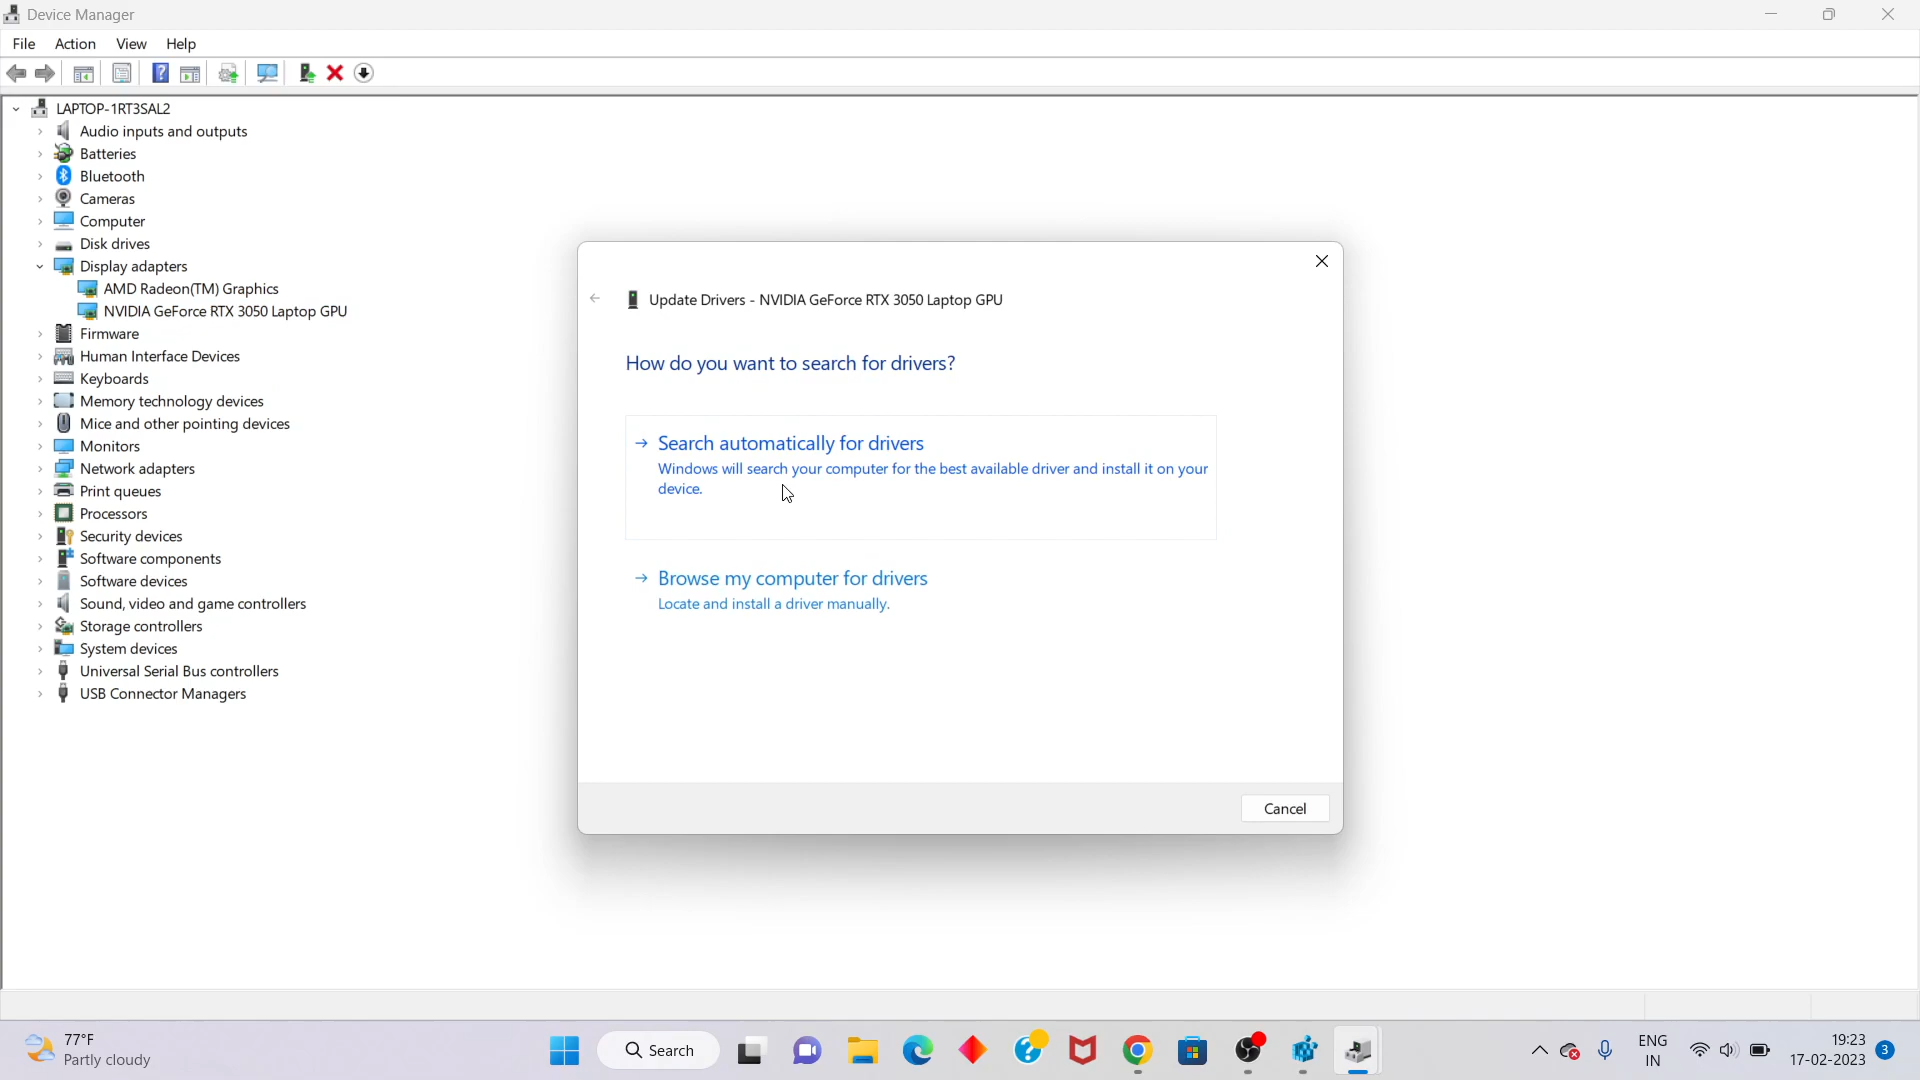 Device Manager
File Action View Help
LAPTOP-1RT3SAL2
Audio inputs and outputs
Batteries
Bluetooth
Cameras
Computer
Disk drives
Display adapters
AMD Radeon(TM) Graphics
NVIDIA GeForce RTX 3050 Laptop GPU
Firmware
Human Interface Devices
Keyboards
Memory technology devices
Mice and other pointing devices
Monitors
Network adapters
Print queues
Processors
Security devices
Software components
Software devices
Sound, video and game controllers
Storage controllers
System devices
Universal Serial Bus controllers
USB Connector Managers
Update Drivers - NVIDIA GeForce RTX 3050 Laptop GPU
How do you want to search for drivers?
Search automatically for drivers
Windows will search your computer for the best available driver and install it on your
device.
Browse my computer for drivers
Locate and install a driver manually.
Cancel
77°F
Partly cloudy
Search
ENG
IN
19:23
17-02-2023
3